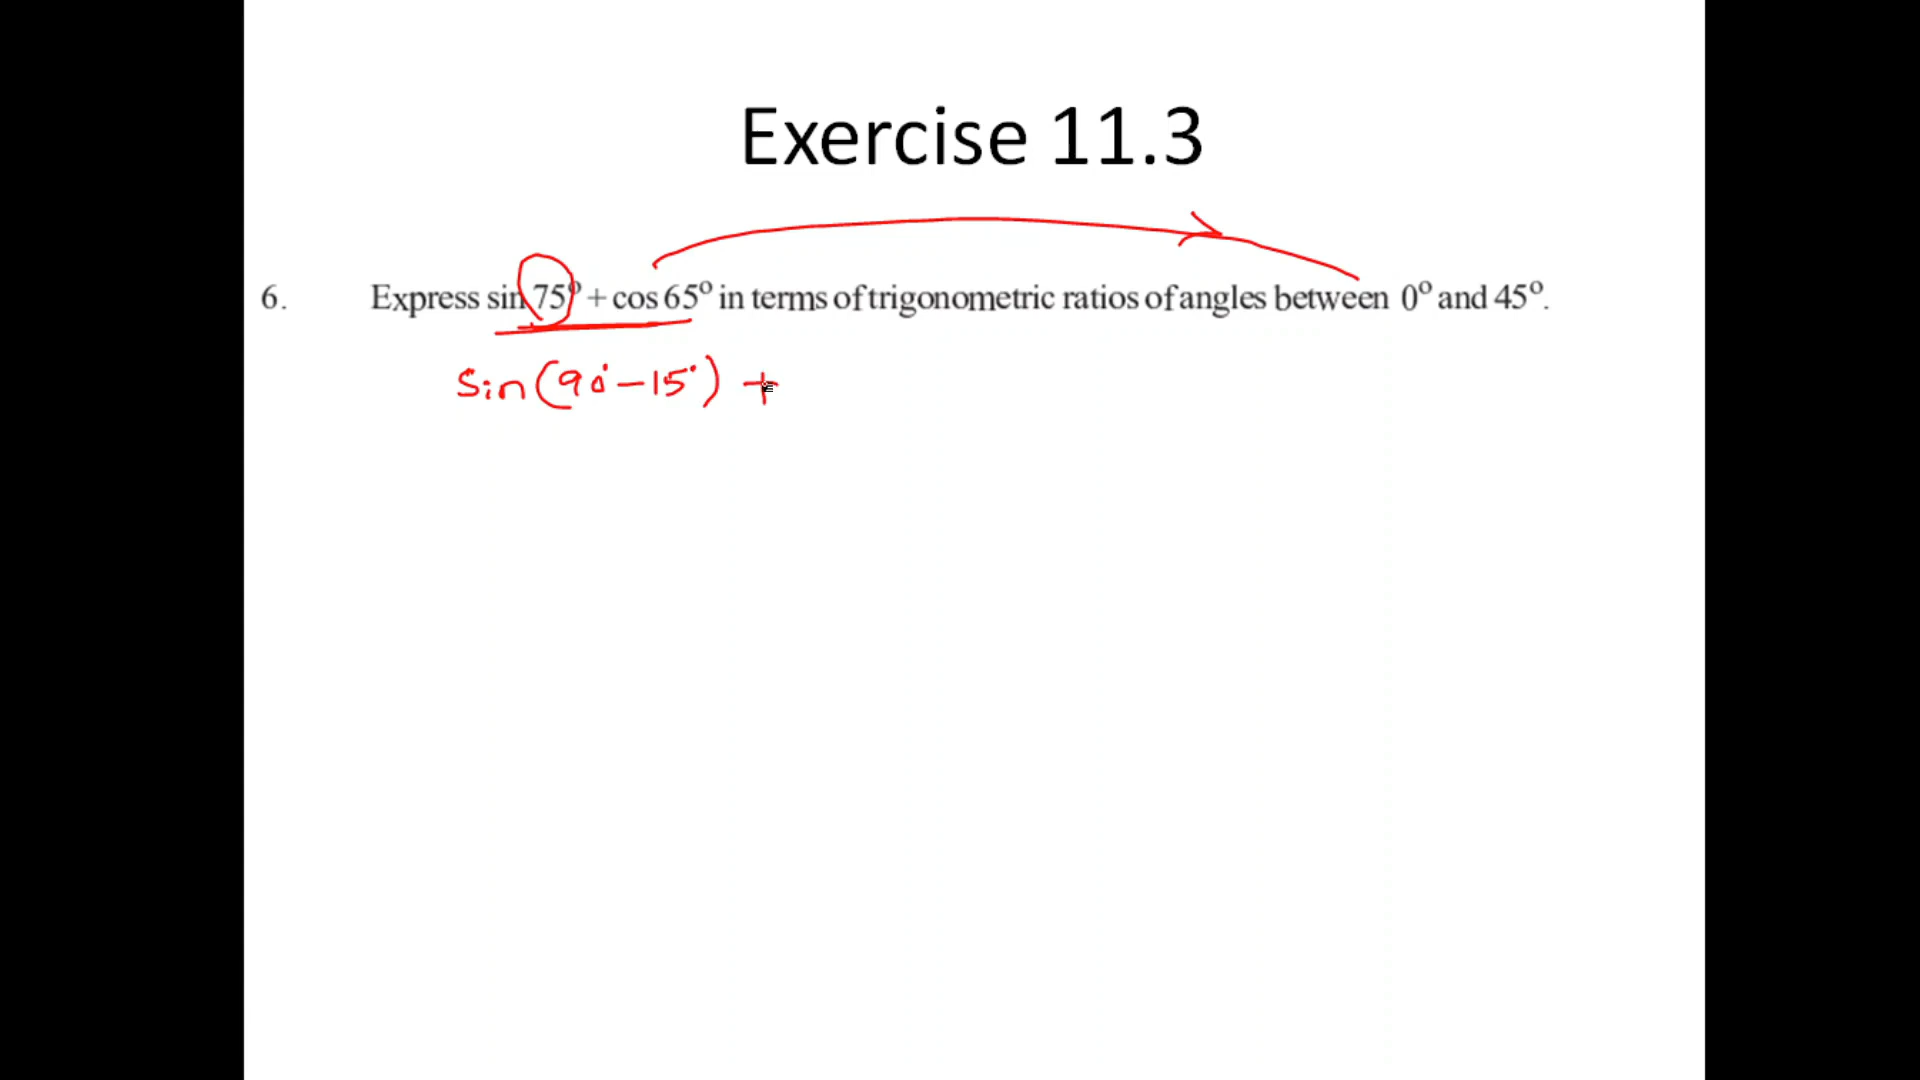 Exercise 11.3
6. Express sin 75° + cos 65° in terms of trigonometric ratios of angles between 0° and 45°.
Sin(90°-15°) +